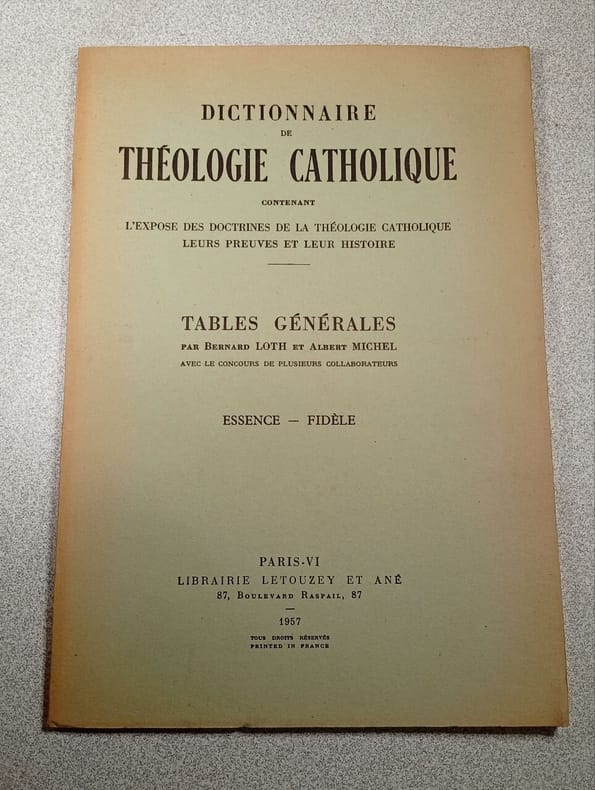 DICTIONNAIRE
DE
THÉOLOGIE CATHOLIQUE
CONTENANT
L'EXPOSE DES DOCTRINES DE LA THÉOLOGIE CATHOLIQUE
LEURS PREUVES ET LEUR HISTOIRE
TABLES GÉNÉRALES
PAR BERNARD LOTH ET ALBERT MICHEL
AVEC LE CONCOURS DE PLUSIEURS COLLABORATEURS
ESSENCE — FIDÈLE
PARIS-VI
LIBRAIRIE LETOUZEY ET ANÉ
87, BOULEVARD RASPAIL, 87
1957
TOUS DROITS RÉSERVÉS
PRINTED IN FRANCE